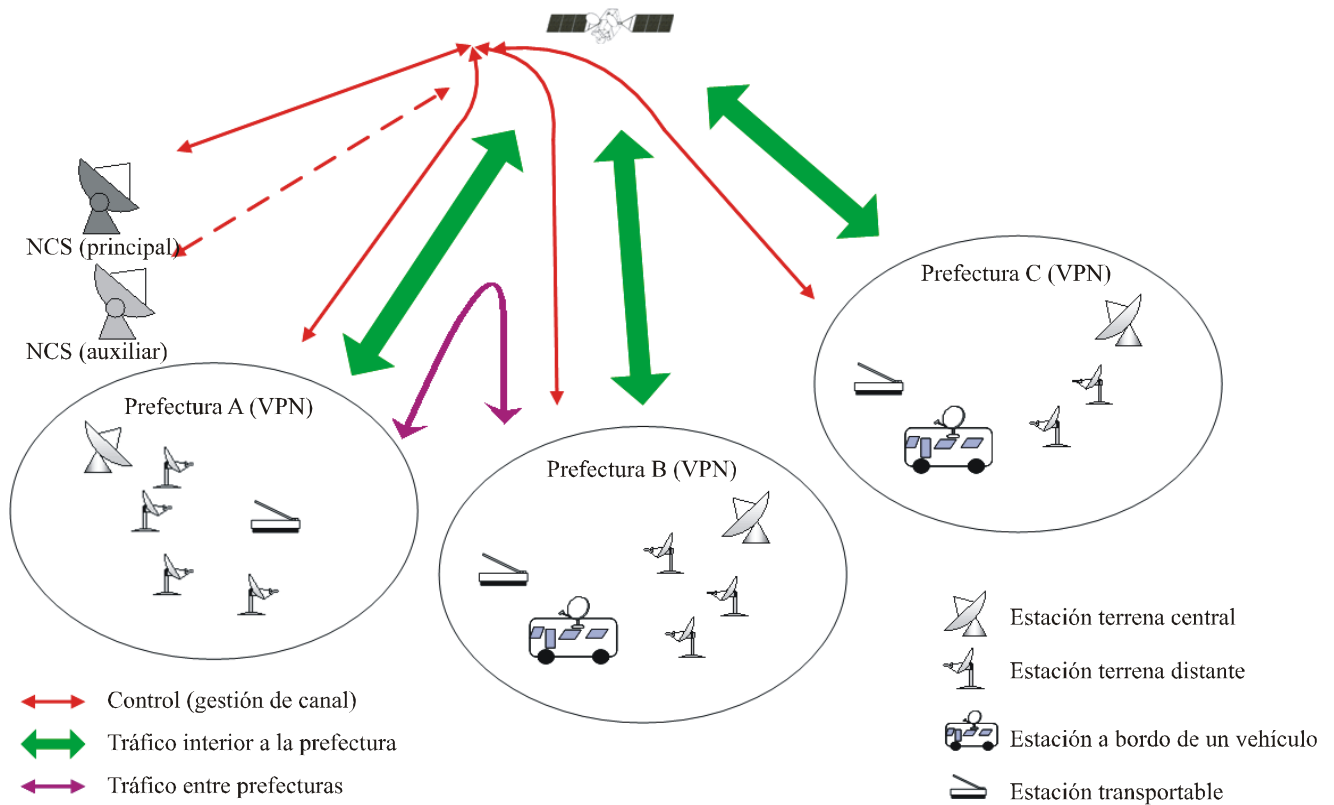 NCS (principal)
NCS (auxiliar)
Prefectura A (VPN)
Prefectura B (VPN)
Prefectura C (VPN)
Control (gestión de canal)
Tráfico interior a la prefectura
Tráfico entre prefecturas
Estación terrena central
Estación terrena distante
Estación a bordo de un vehículo
Estación transportable